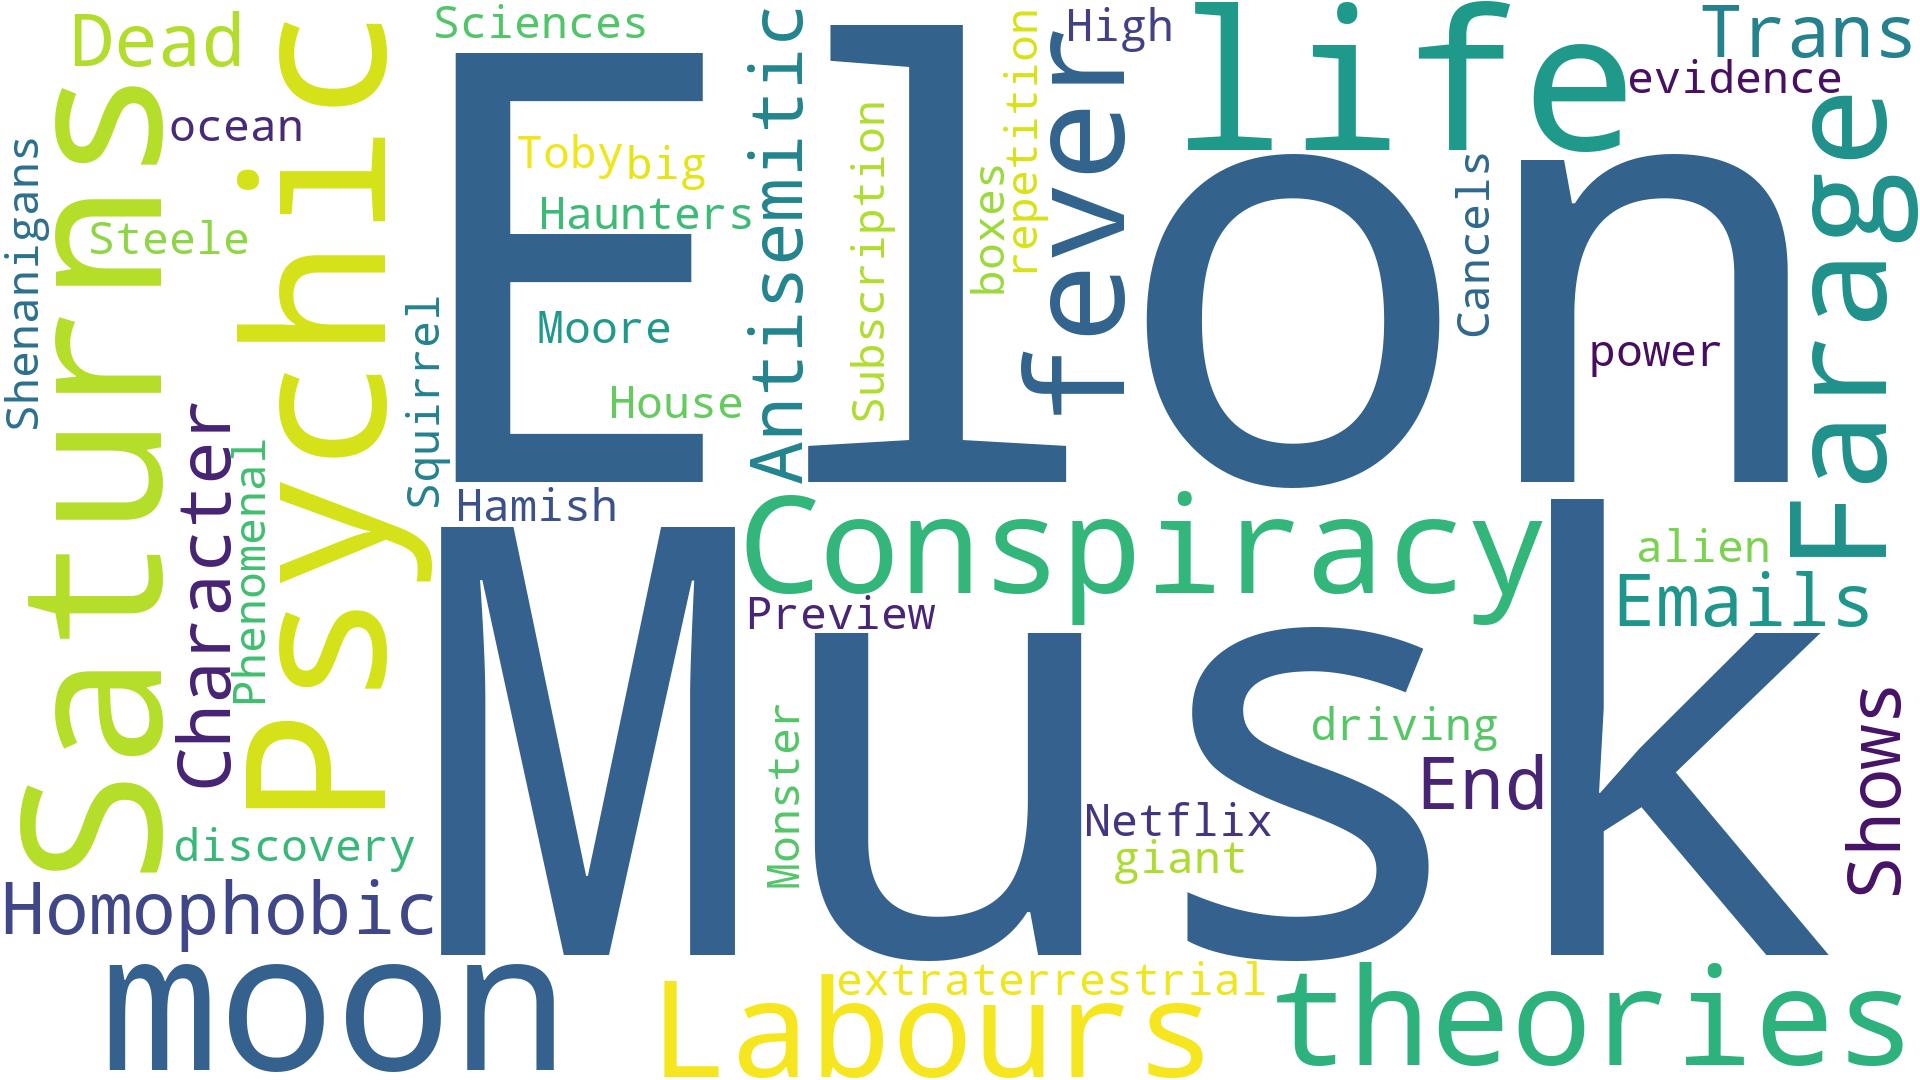 Dead
Saturns
Psychic
Sciences
Antisemitic
High
life
Trans
evidence
ocean
Shenanigans
Steele
Elon
Toby
big
Haunters
Subscription
boxes
repetition
fever
Cancels
Farage
Moore
House
power
Squirrel
Character
Phenomenal
Hamish
Conspiracy
Preview
alien
Emails
Musk
Monster
driving
End
Netflix
giant
Shows
discovery
Homophobic
moon
extraterrestrial
Labours
theories